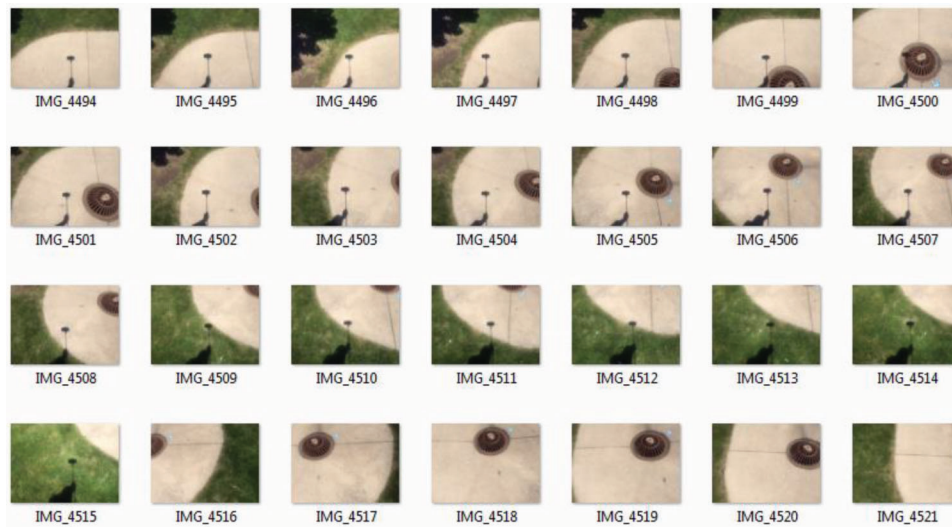 IMG_4494 IMG_4495 IMG_4496 IMG_4497 IMG_4498 IMG_4499 IMG_4500
IMG_4501 IMG_4502 IMG_4503 IMG_4504 IMG_4505 IMG_4506 IMG_4507
IMG_4508 IMG_4509 IMG_4510 IMG_4511 IMG_4512 IMG_4513 IMG_4514
IMG_4515 IMG_4516 IMG_4517 IMG_4518 IMG_4519 IMG_4520 IMG_4521